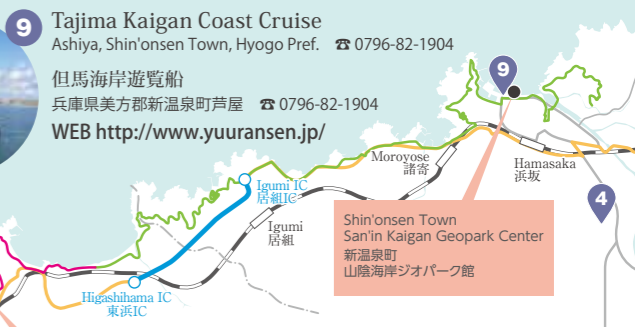 9
Tajima Kaigan Coast Cruise
Ashiya, Shin'onsen Town, Hyogo Pref. ☎ 0796-82-1904
但馬海岸遊覧船
兵庫県美方郡新温泉町芦屋 ☎ 0796-82-1904
WEB http://www.yuuransen.jp/
9
Moroyose
諸寄
Hamasaka
浜坂
Igumi IC
居組IC
4
Igumi
居組
Shin'onsen Town
San'in Kaigan Geopark Center
新温泉町
山陰海岸ジオパーク館
Higashihama IC
東浜IC